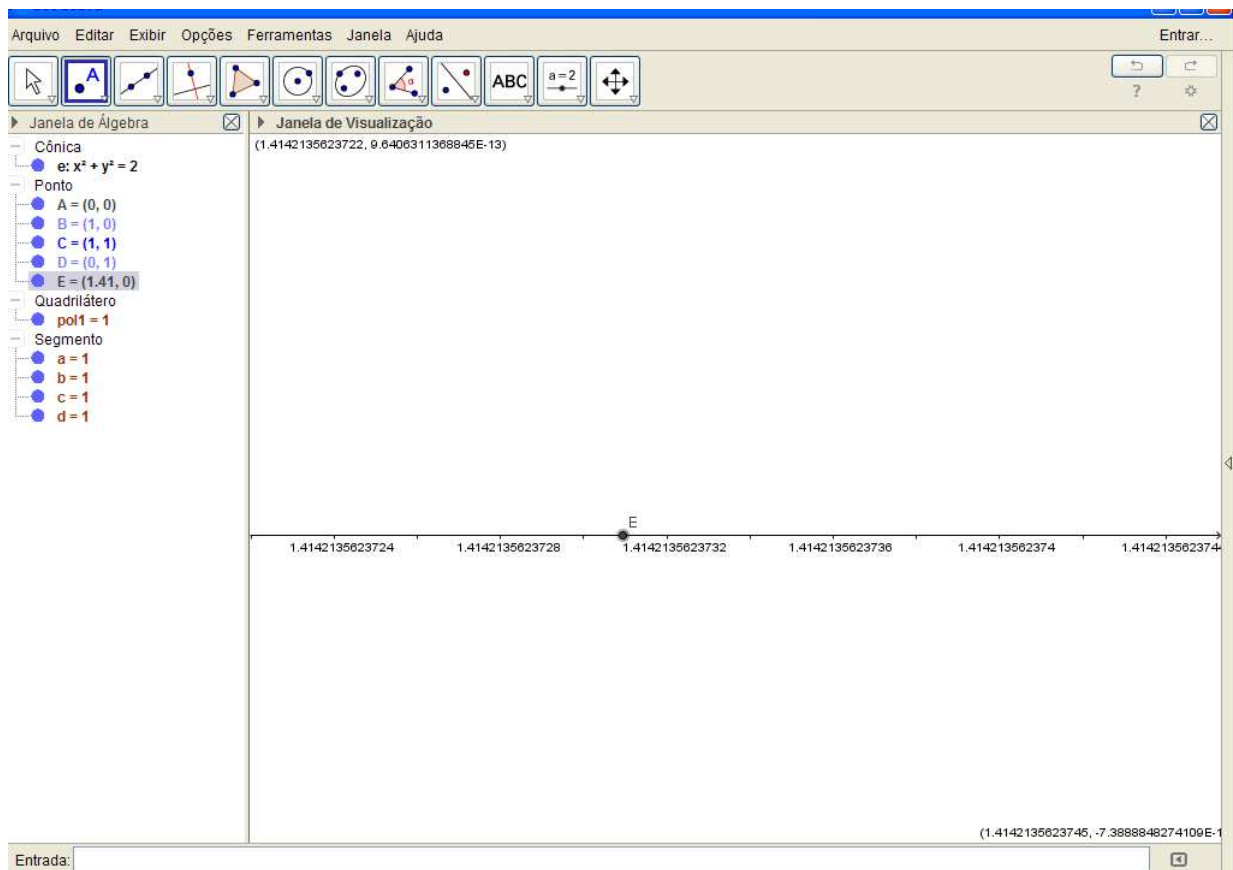 Arquivo Editar Exibir Opções Ferramentas Janela Ajuda Entrar...
A ABC a=2 ?
Janela de Álgebra
Janela de Visualização
Cônica
e: x² + y² = 2
Ponto
A = (0, 0)
B = (1, 0)
C = (1, 1)
D = (0, 1)
E = (1.41, 0)
Quadrilátero
pol1 = 1
Segmento
a = 1
b = 1
c = 1
d = 1
(1.4142135623722, 9.6406311368845E-13)
E
1.4142135623724 1.4142135623728 1.4142135623732 1.4142135623736 1.414213562374 1.4142135623744
(1.4142135623745, -7.3888848274109E-1
Entrada: